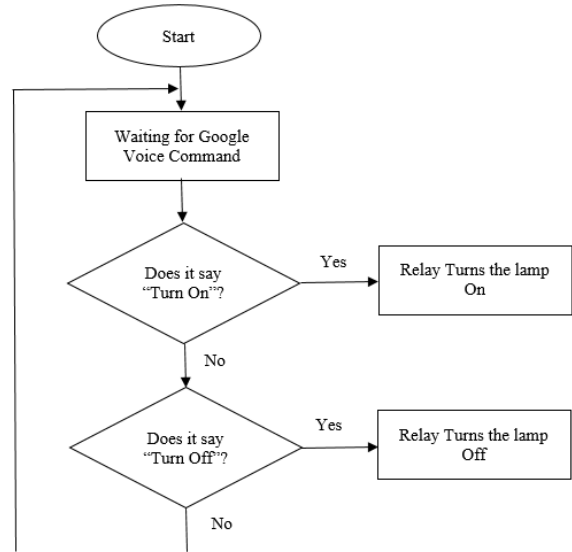 Start
Waiting for Google
Voice Command
Does it say
“Turn On”?
Yes
Relay Turns the lamp
On
No
Does it say
“Turn Off”?
Yes
Relay Turns the lamp
Off
No